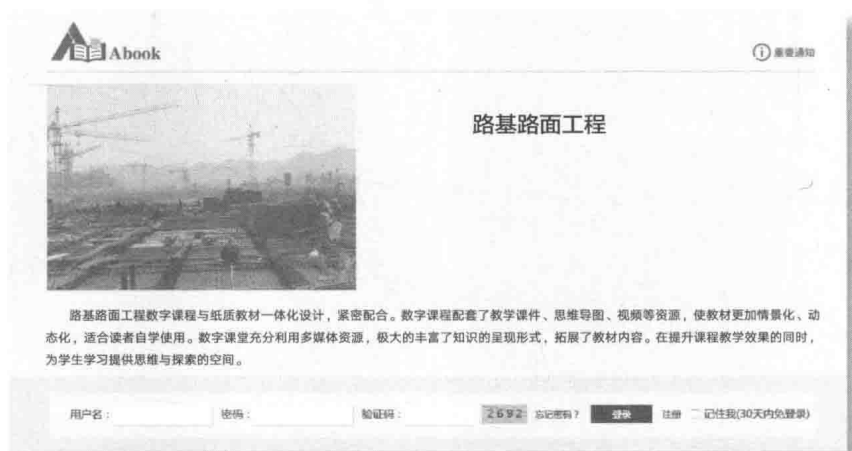 Abook
重要通知
路基路面工程
路基路面工程数字课程与纸质教材一体化设计，紧密配合。数字课程配套了教学课件、思维导图、视频等资源，使教材更加情景化、动
态化，适合读者自学使用。数字课堂充分利用多媒体资源，极大的丰富了知识的呈现形式，拓展了教材内容。在提升课程教学效果的同时，
为学生学习提供思维与探索的空间。
用户名： 密码： 验证码： 2692 忘记密码？ 登录 注册 记住我(30天内免登录)